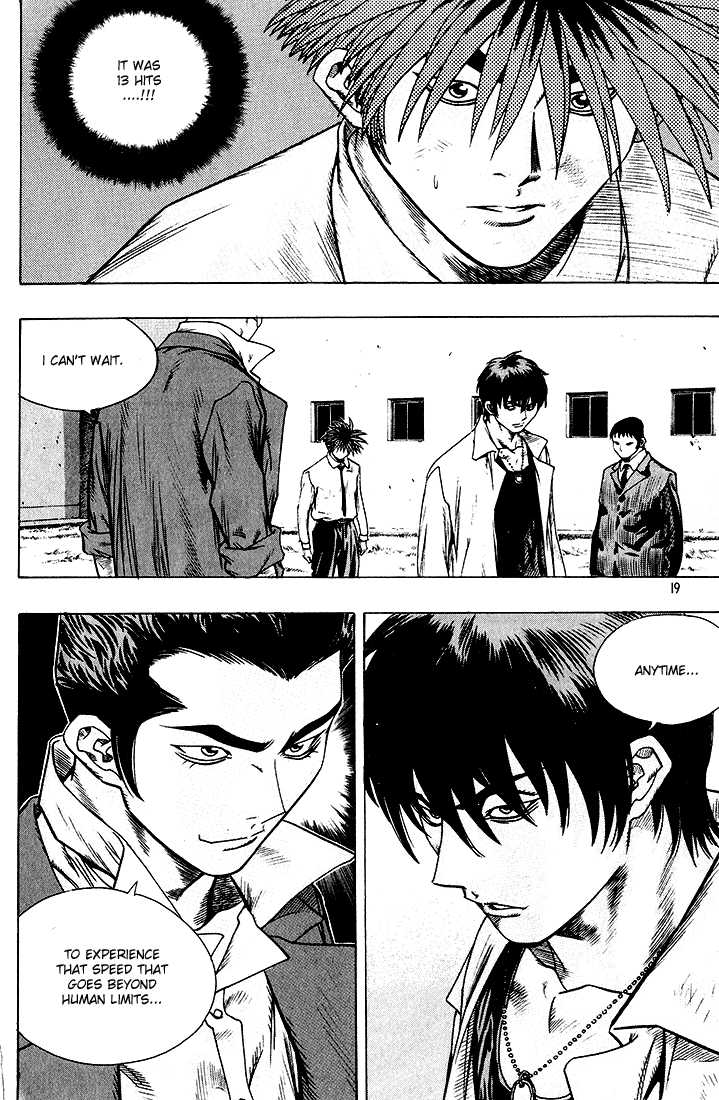 IT WAS
13 HITS
....!!!
I CAN'T WAIT.
19
ANYTIME...
TO EXPERIENCE
THAT SPEED THAT
GOES BEYOND
HUMAN LIMITS...